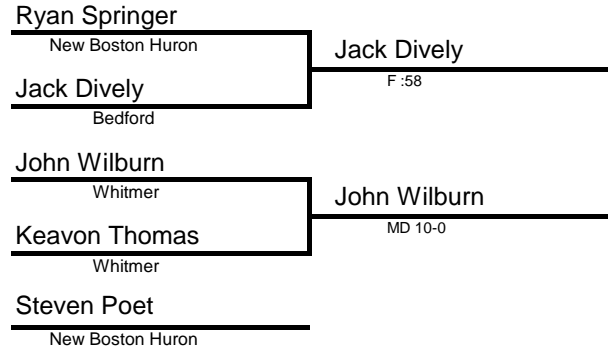 Ryan Springer
New Boston Huron
Jack Dively
F :58
Jack Dively
Bedford
John Wilburn
Whitmer
John Wilburn
MD 10-0
Keavon Thomas
Whitmer
Steven Poet
New Boston Huron